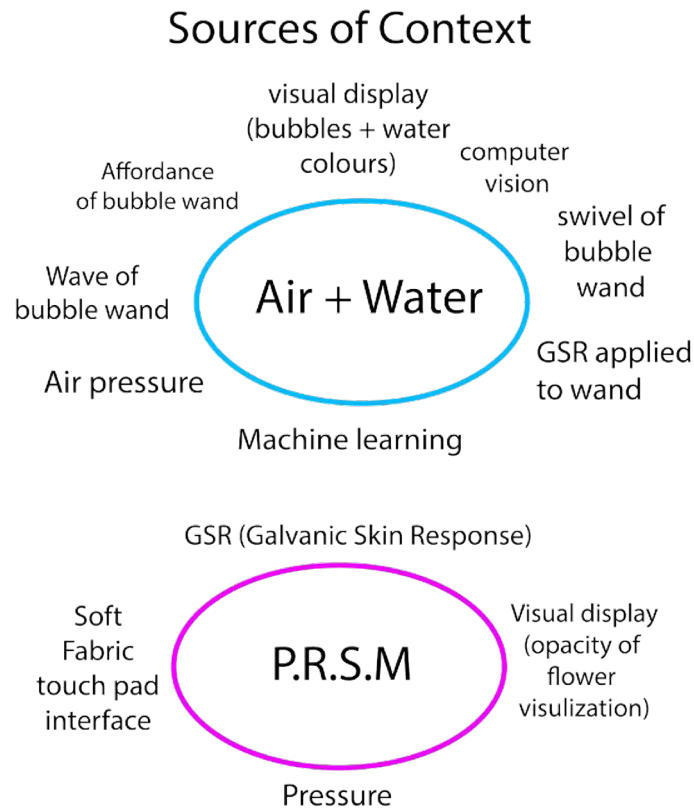 Sources of Context
visual display
(bubbles + water
colours)
computer
vision
Affordance
of bubble wand
swivel of
bubble
wand
Wave of
bubble wand
Air + Water
GSR applied
to wand
Air pressure
Machine learning
GSR (Galvanic Skin Response)
Soft
Fabric
touch pad
interface
P.R.S.M
Visual display
(opacity of
flower
visulization)
Pressure